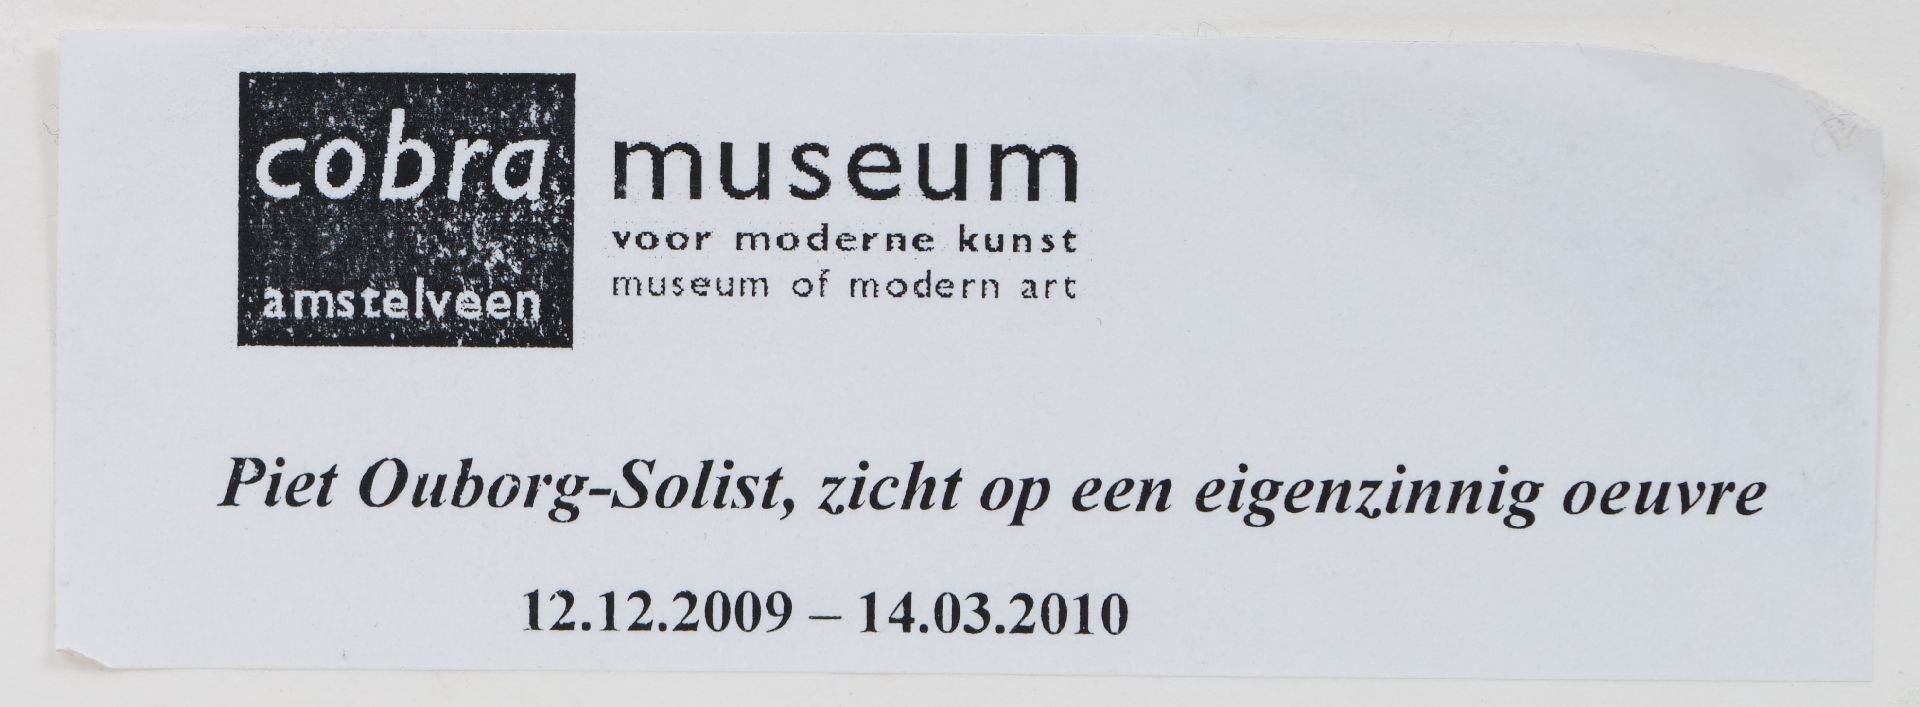 cobra museum
voor moderne kunst
museum of modern art
amstelveen
Piet Ouborg-Solist, zicht op een eigenzinnig oeuvre
12.12.2009 – 14.03.2010